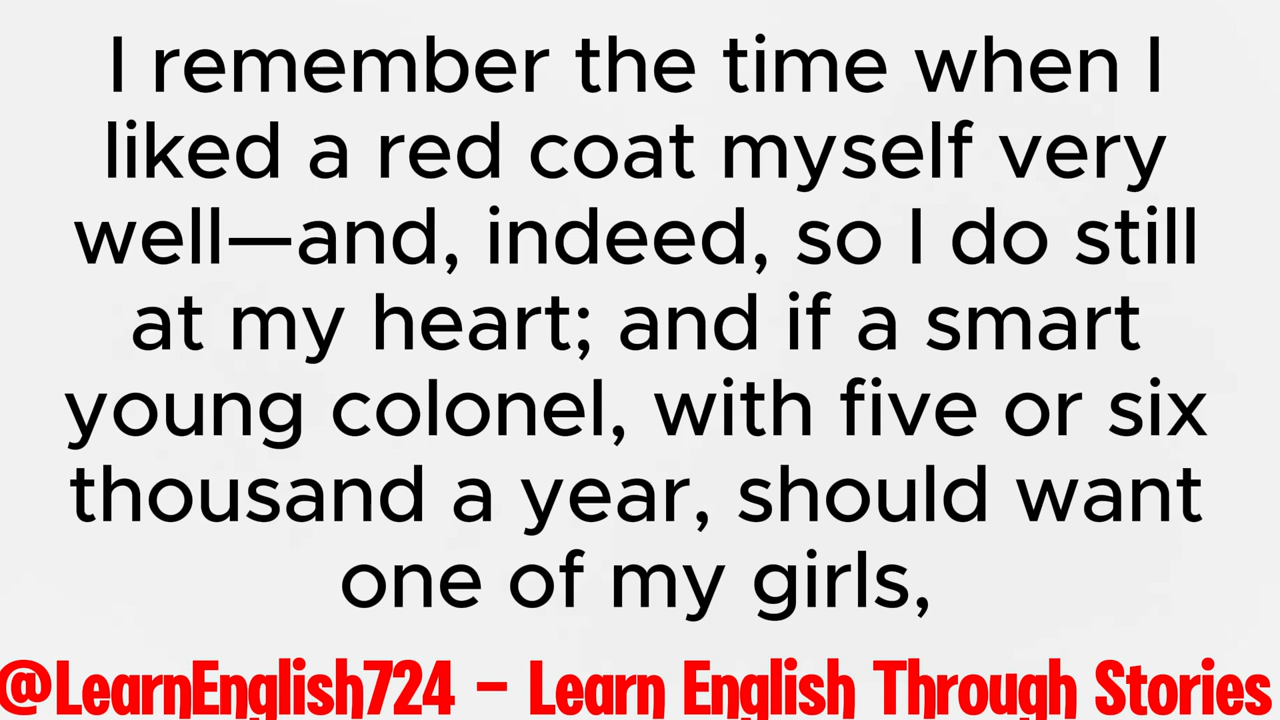 I remember the time when I
liked a red coat myself very
well—and, indeed, so I do still
at my heart; and if a smart
young colonel, with five or six
thousand a year, should want
one of my girls,
@LearnEnglish724 – Learn English Through Stories